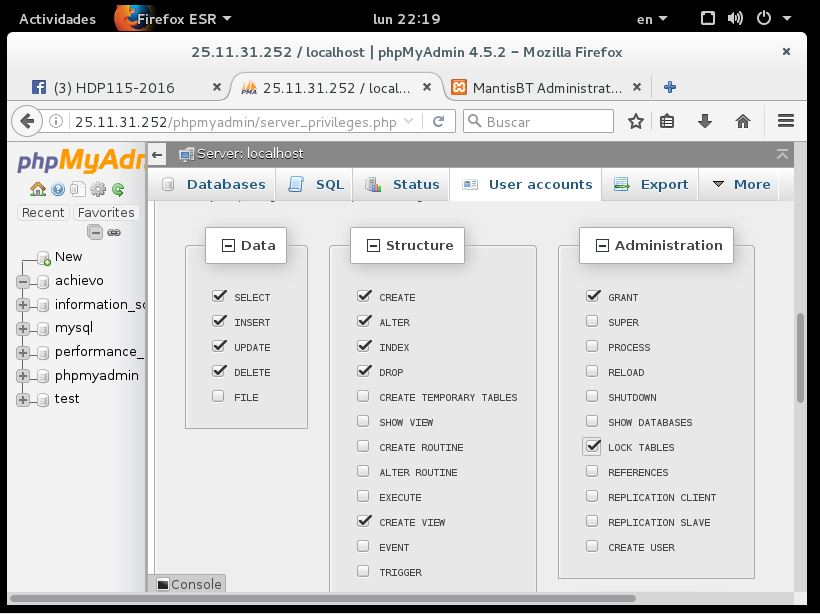 Actividades Firefox ESR lun 22:19 en
25.11.31.252 / localhost | phpMyAdmin 4.5.2 – Mozilla Firefox
(3) HDP115-2016 25.11.31.252 / local... MantisBT Administrat...
25.11.31.252/phpmyadmin/server_privileges.php Buscar
phpMyAdm
Server: localhost
Databases SQL Status User accounts Export More
Recent Favorites
New
achievo
information_sc
mysql
performance_
phpmyadmin
test
Data
SELECT
INSERT
UPDATE
DELETE
FILE
Structure
CREATE
ALTER
INDEX
DROP
CREATE TEMPORARY TABLES
SHOW VIEW
CREATE ROUTINE
ALTER ROUTINE
EXECUTE
CREATE VIEW
EVENT
TRIGGER
Administration
GRANT
SUPER
PROCESS
RELOAD
SHUTDOWN
SHOW DATABASES
LOCK TABLES
REFERENCES
REPLICATION CLIENT
REPLICATION SLAVE
CREATE USER
Console